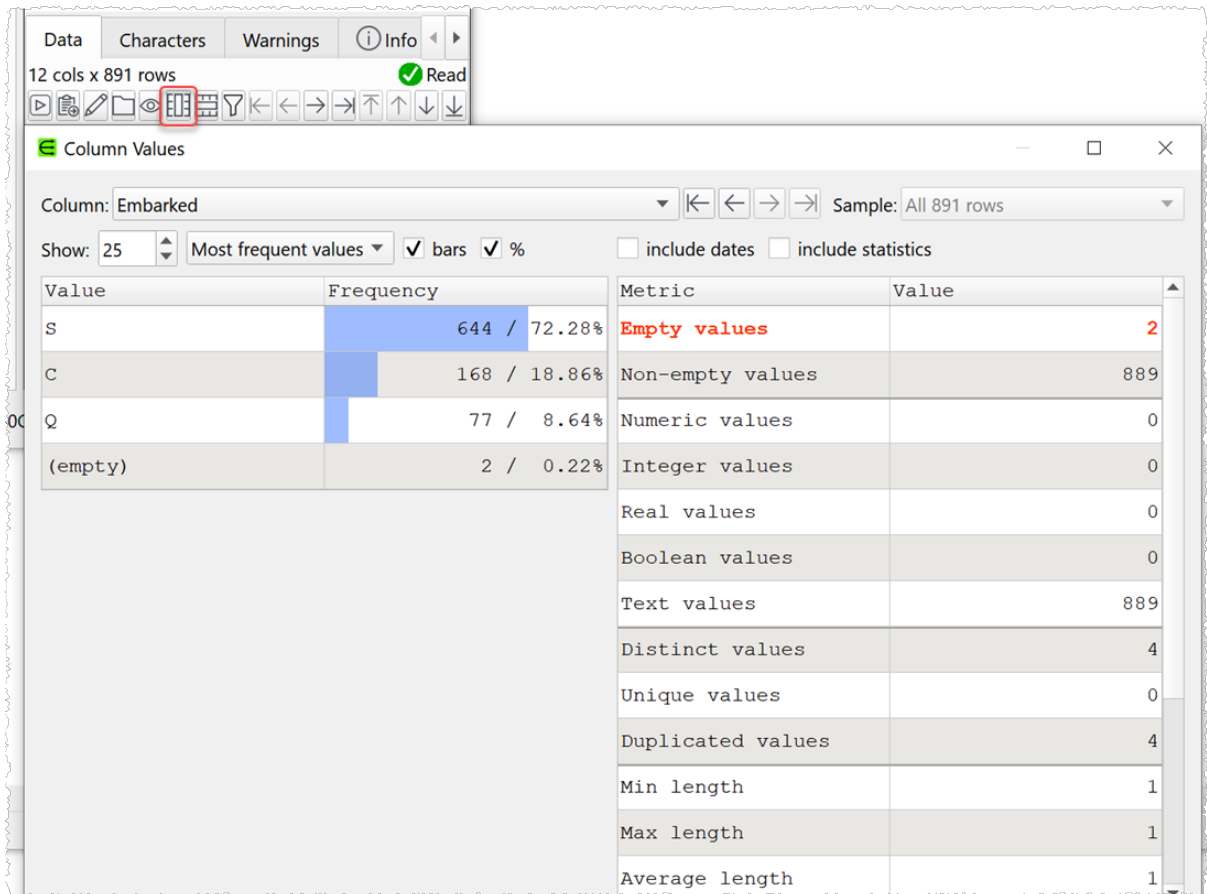 Data Characters Warnings Info
12 cols x 891 rows Read
Column Values
Column: Embarked Sample: All 891 rows
Show: 25 Most frequent values bars % include dates include statistics
Value Frequency Metric Value
S 644 / 72.28% Empty values 2
C 168 / 18.86% Non-empty values 889
Q 77 / 8.64% Numeric values 0
(empty) 2 / 0.22% Integer values 0
Real values 0
Boolean values 0
Text values 889
Distinct values 4
Unique values 0
Duplicated values 4
Min length 1
Max length 1
Average length 1